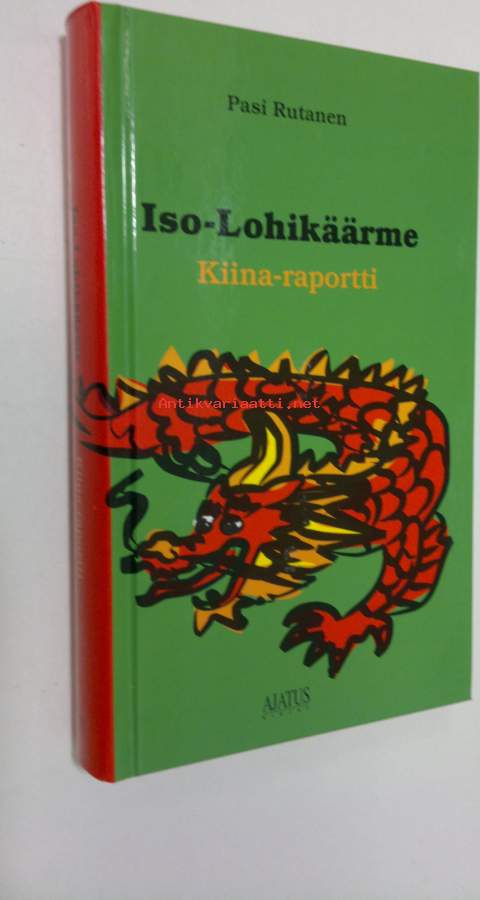 Pasi Rutanen
Iso-Lohikäärme
Kiina-raportti
Antikvariaatti.net
AJATUS